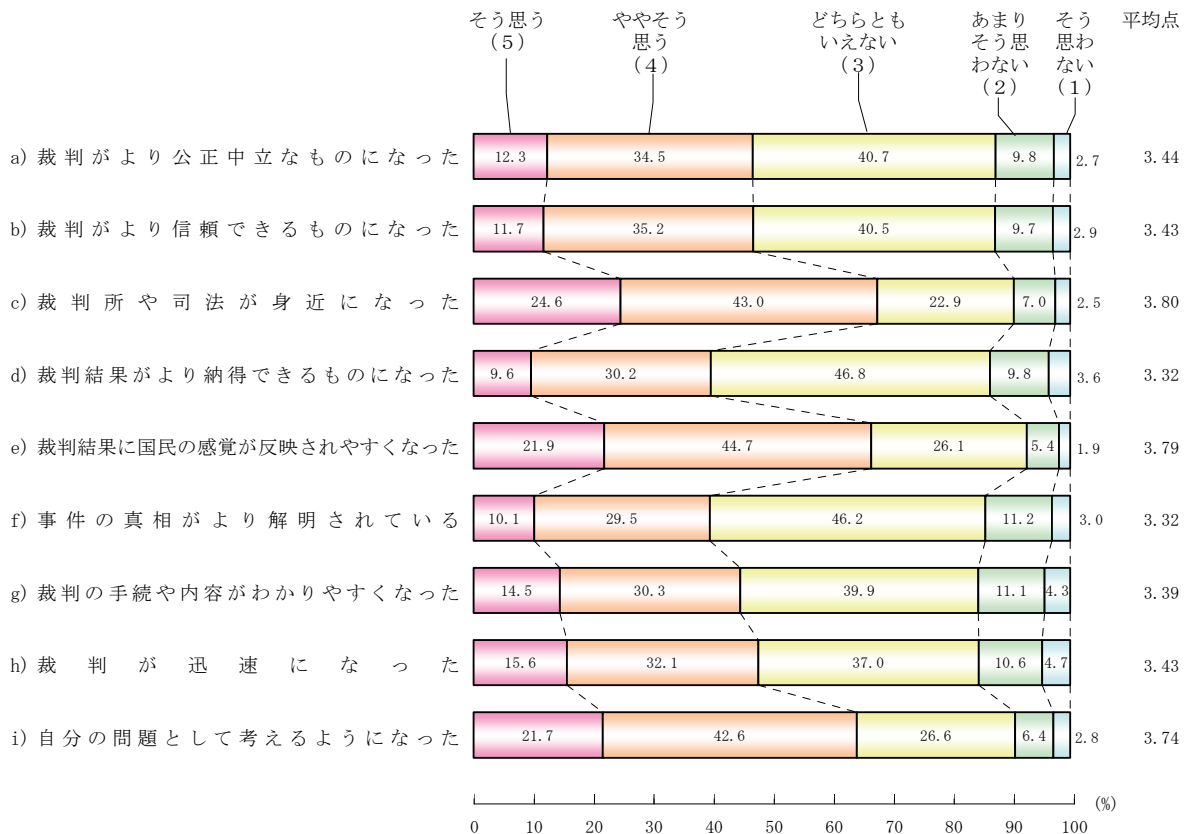 そう思う
(5)
ややそう
思う
(4)
どちらとも
いえない
(3)
あまり
そう思
わない
(2)
そう
思わ
ない
(1)
平均点
a) 裁判がより公正中立なものになった 12.3 34.5 40.7 9.8 2.7 3.44
b) 裁判がより信頼できるものになった 11.7 35.2 40.5 9.7 2.9 3.43
c) 裁判所や司法が身近になった 24.6 43.0 22.9 7.0 2.5 3.80
d) 裁判結果がより納得できるものになった 9.6 30.2 46.8 9.8 3.6 3.32
e) 裁判結果に国民の感覚が反映されやすくなった 21.9 44.7 26.1 5.4 1.9 3.79
f) 事件の真相がより解明されている 10.1 29.5 46.2 11.2 3.0 3.32
g) 裁判の手続や内容がわかりやすくなった 14.5 30.3 39.9 11.1 4.3 3.39
h) 裁判が迅速になった 15.6 32.1 37.0 10.6 4.7 3.43
i) 自分の問題として考えるようになった 21.7 42.6 26.6 6.4 2.8 3.74
(%)
0 10 20 30 40 50 60 70 80 90 100